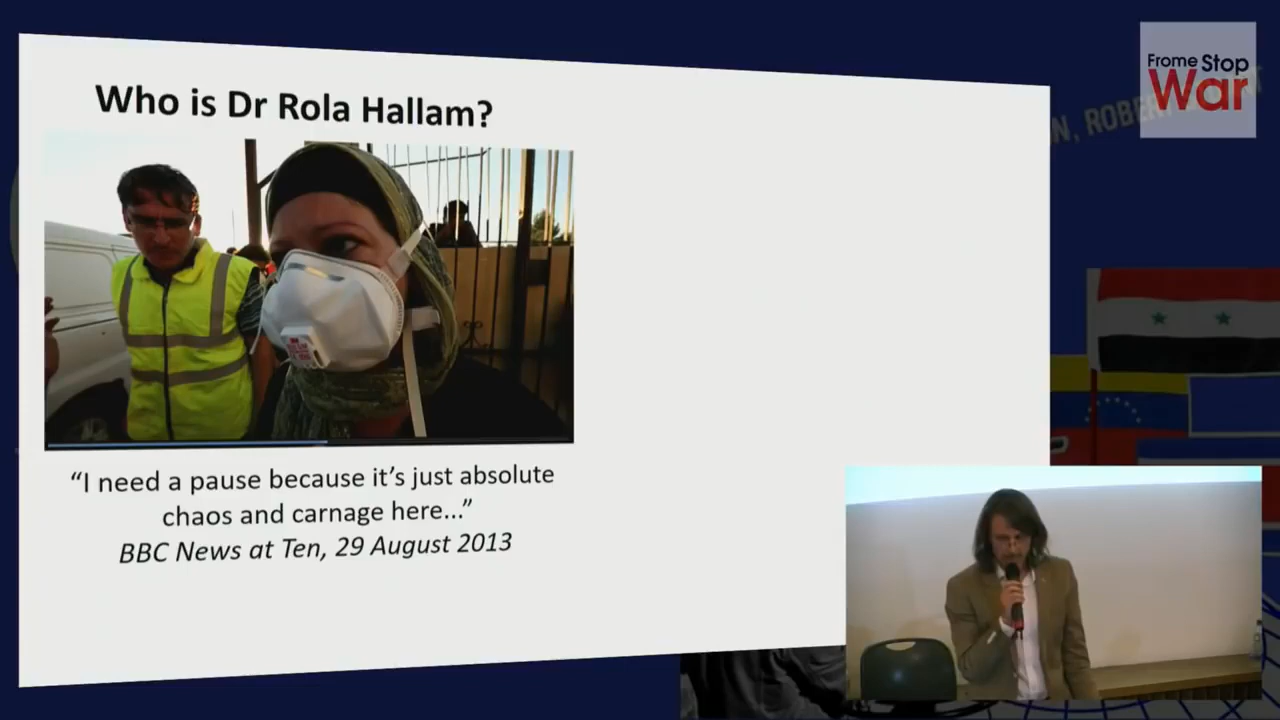 Who is Dr Rola Hallam?
“I need a pause because it’s just absolute
chaos and carnage here...”
BBC News at Ten, 29 August 2013
Frome Stop
War
N, ROBER